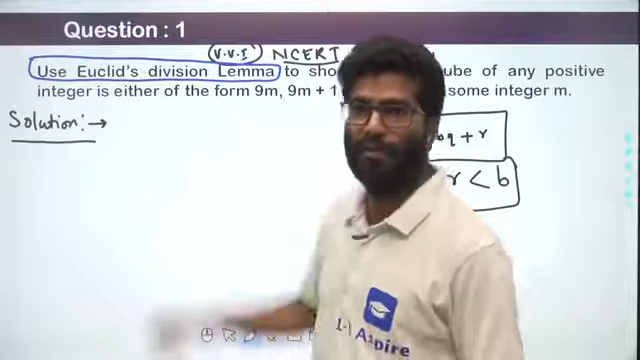 Question : 1
(V.V.I) NCERT
Use Euclid's division Lemma to sho ube of any positive
integer is either of the form 9m, 9m + 1 some integer m.
Solution:→
bq + r
r < b
Aspire